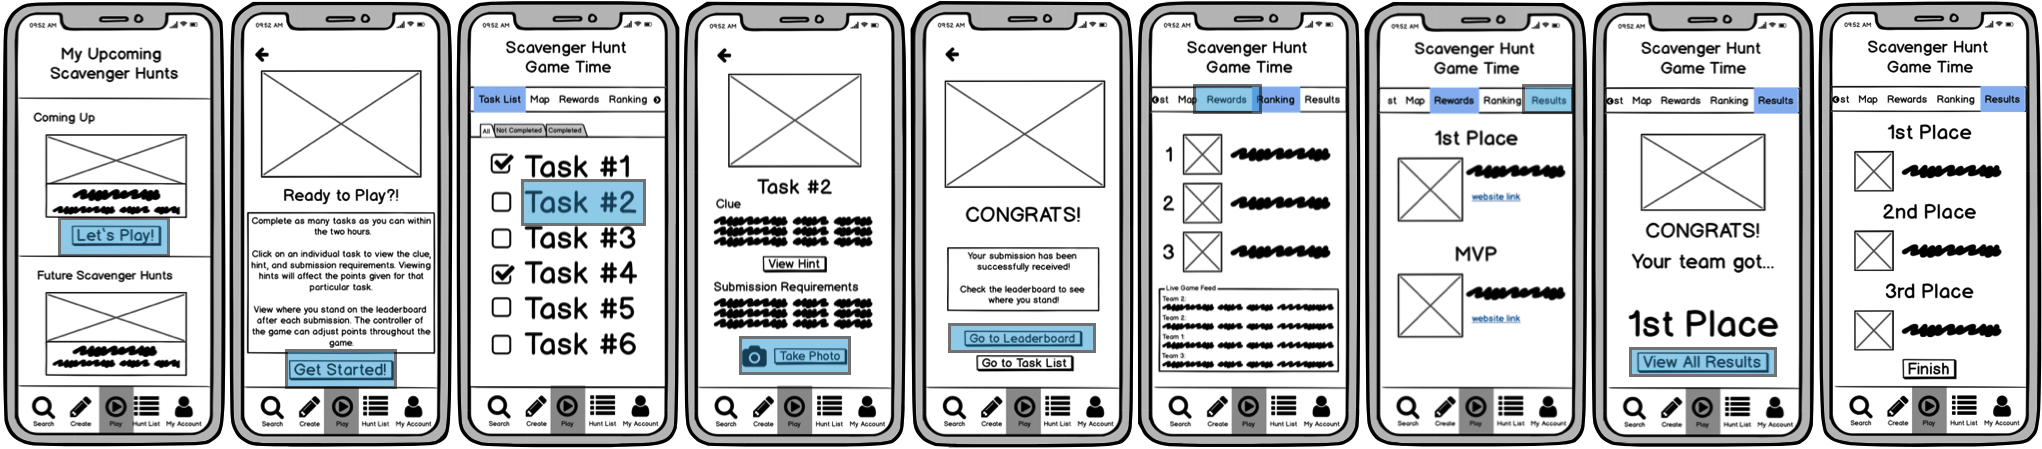 09:52 AM
My Upcoming
Scavenger Hunts
Coming Up
Let's Play!
Future Scavenger Hunts
Search Create Play Hunt List My Account
09:52 AM
Ready to Play?!
Complete as many tasks as you can within
the two hours.
Click on an individual task to view the clue,
hint, and submission requirements. Viewing
hints will affect the points given for that
particular task.
View where you stand on the leaderboard
after each submission. The controller of
the game can adjust points throughout the
game.
Get Started!
Search Create Play Hunt List My Account
09:52 AM
Scavenger Hunt
Game Time
Task List Map Rewards Ranking
All Not Completed Completed
Task #1
Task #2
Task #3
Task #4
Task #5
Task #6
Search Create Play Hunt List My Account
09:52 AM
Task #2
Clue
View Hint
Submission Requirements
Take Photo
Search Create Play Hunt List My Account
09:52 AM
CONGRATS!
Your submission has been
successfully received!
Check the leaderboard to see
where you stand!
Go to Leaderboard
Go to Task List
Search Create Play Hunt List My Account
09:52 AM
Scavenger Hunt
Game Time
st Map Rewards Ranking Results
1
2
3
Live Game Feed
Team 2:
Team 2:
Team 1:
Team 3:
Search Create Play Hunt List My Account
09:52 AM
Scavenger Hunt
Game Time
st Map Rewards Ranking Results
1st Place
website link
MVP
website link
Search Create Play Hunt List My Account
09:52 AM
Scavenger Hunt
Game Time
st Map Rewards Ranking Results
CONGRATS!
Your team got...
1st Place
View All Results
Search Create Play Hunt List My Account
09:52 AM
Scavenger Hunt
Game Time
st Map Rewards Ranking Results
1st Place
2nd Place
3rd Place
Finish
Search Create Play Hunt List My Account